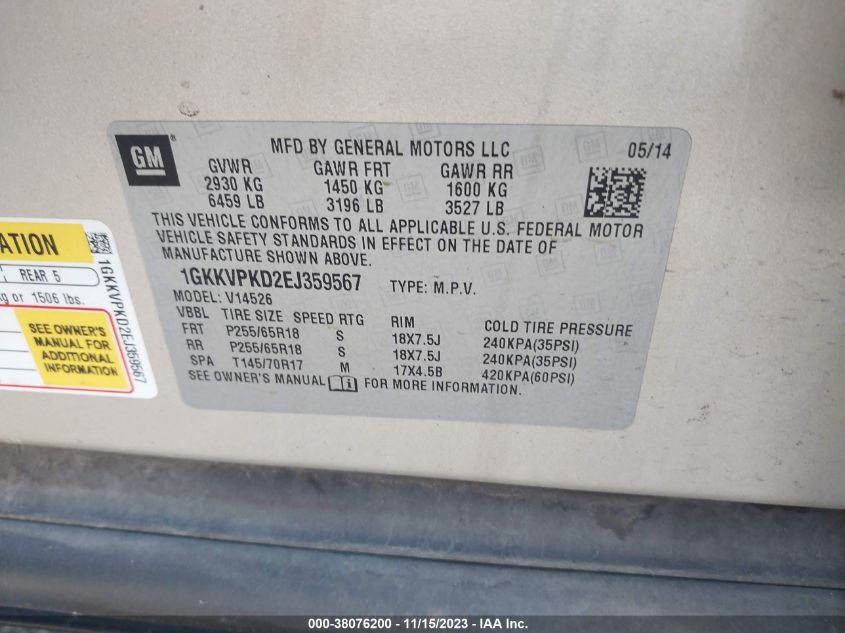 GM
®
MFD BY GENERAL MOTORS LLC
05/14
GVWR GAWR FRT GAWR RR
2930 KG 1450 KG 1600 KG
6459 LB 3196 LB 3527 LB
THIS VEHICLE CONFORMS TO ALL APPLICABLE U.S. FEDERAL MOTOR
VEHICLE SAFETY STANDARDS IN EFFECT ON THE DATE OF
MANUFACTURE SHOWN ABOVE.
1GKKVPKD2EJ359567 TYPE: M.P.V.
MODEL: V14526
VBBL TIRE SIZE SPEED RTG RIM COLD TIRE PRESSURE
FRT P255/65R18 S 18X7.5J 240KPA(35PSI)
RR P255/65R18 S 18X7.5J 240KPA(35PSI)
SPA T145/70R17 M 17X4.5B 420KPA(60PSI)
SEE OWNER'S MANUAL i FOR MORE INFORMATION.
ATION
REAR 5
kg or 1506 lbs.
SEE OWNER'S
MANUAL FOR
ADDITIONAL
INFORMATION
1GKKVPKD2EJ359567
000-38076200 - 11/15/2023 - IAA Inc.